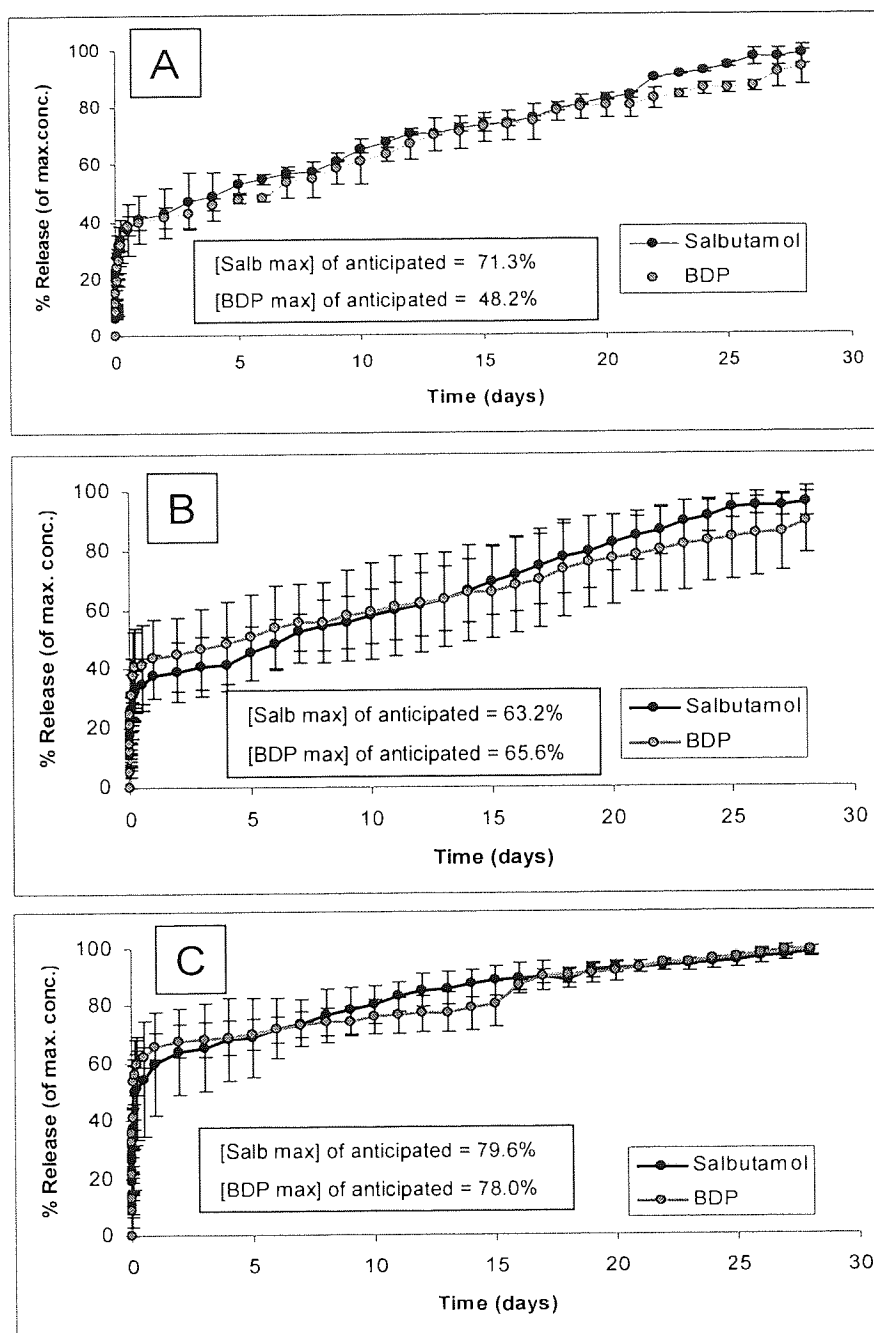 A
% Release (of max.conc.)
100
80
60
40
20
0
[Salb max] of anticipated = 71.3%
[BDP max] of anticipated = 48.2%
Salbutamol
BDP
0 5 10 15 20 25 30
Time (days)
B
% Release (of max. conc.)
100
80
60
40
20
0
[Salb max] of anticipated = 63.2%
[BDP max] of anticipated = 65.6%
Salbutamol
BDP
0 5 10 15 20 25 30
Time (days)
C
% Release (of max. conc.)
100
80
60
40
20
0
[Salb max] of anticipated = 79.6%
[BDP max] of anticipated = 78.0%
Salbutamol
BDP
0 5 10 15 20 25 30
Time (days)